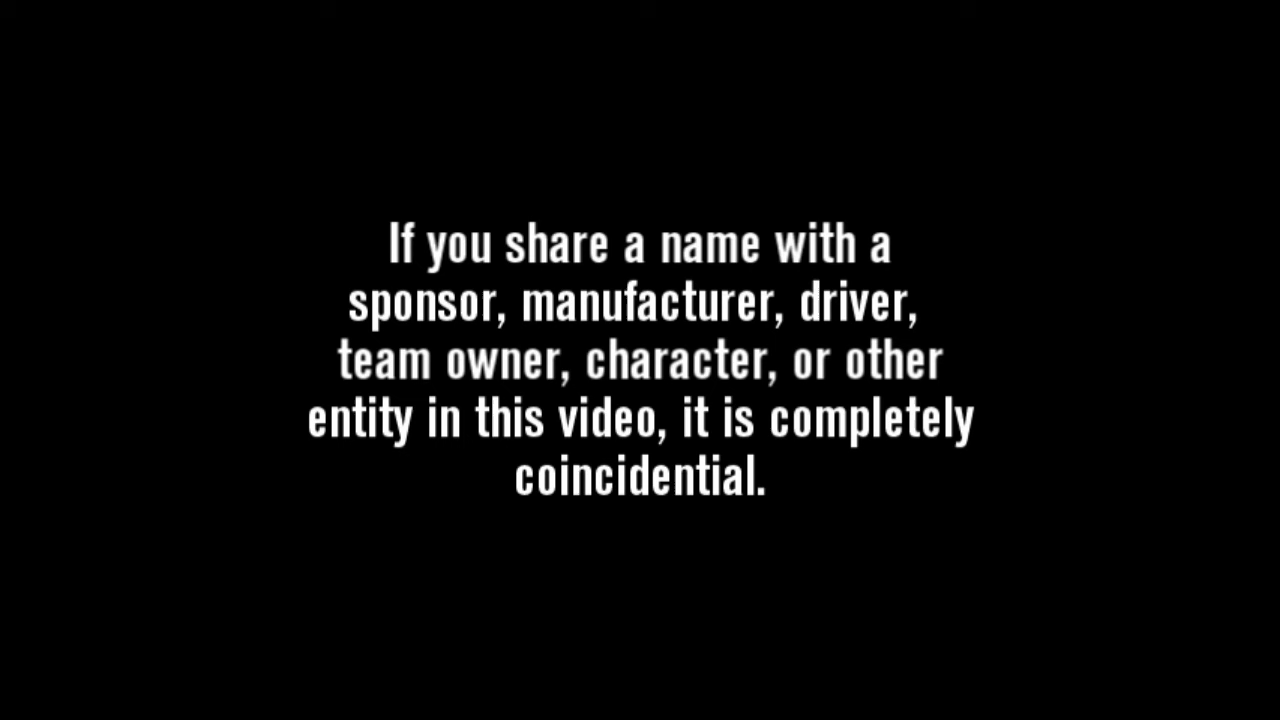 If you share a name with a
sponsor, manufacturer, driver,
team owner, character, or other
entity in this video, it is completely
coincidential.